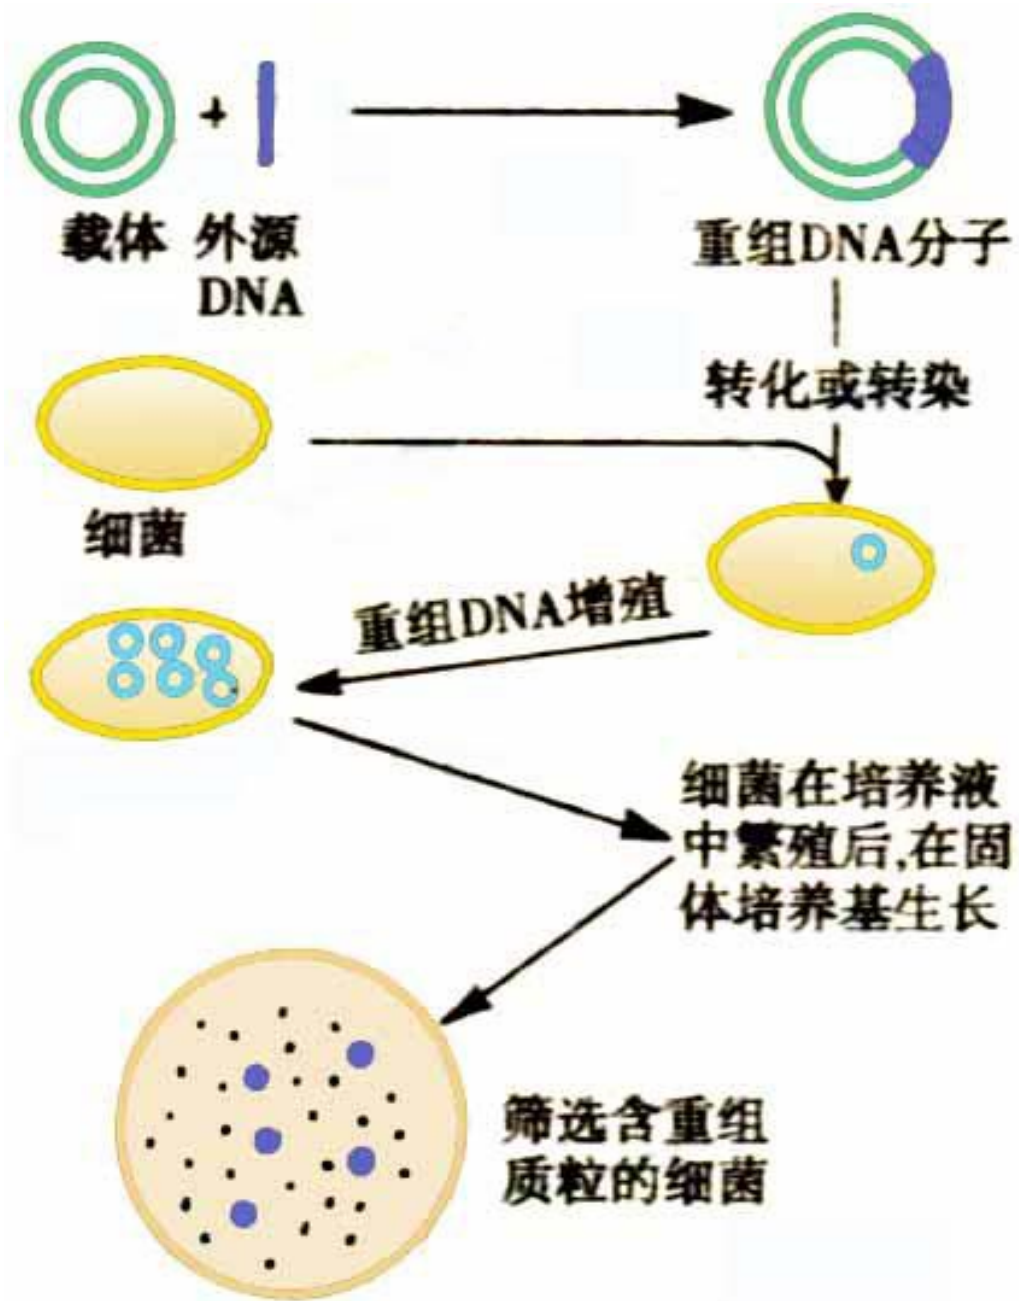 +
载体 外源
DNA
重组DNA分子
转化或转染
细菌
重组DNA增殖
细菌在培养液
中繁殖后,在固
体培养基生长
筛选含重组
质粒的细菌